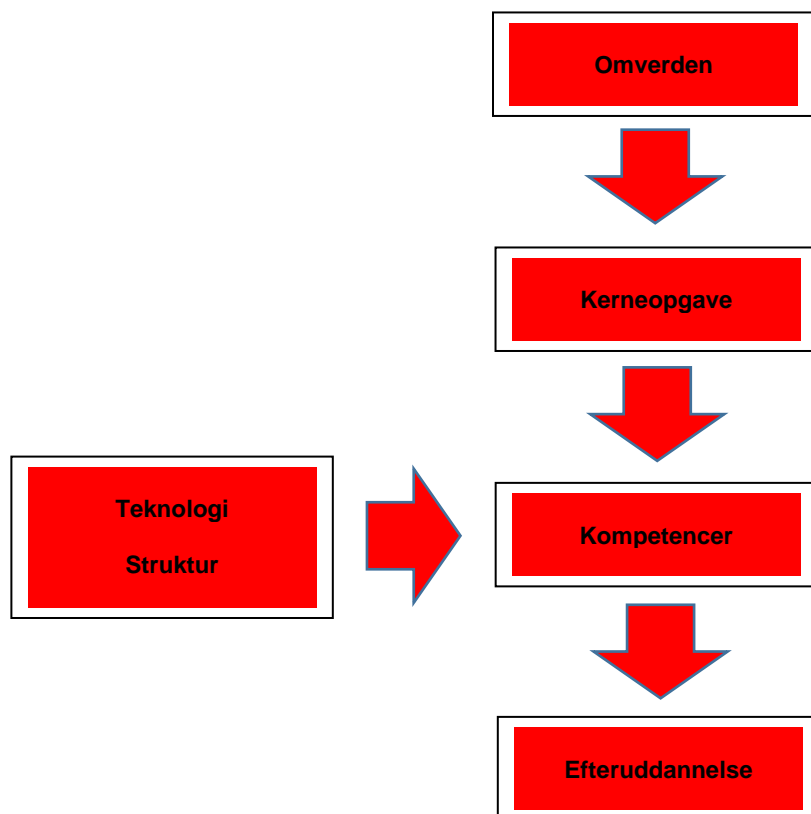 Omverden
Kerneopgave
Teknologi
Struktur
Kompetencer
Efteruddannelse